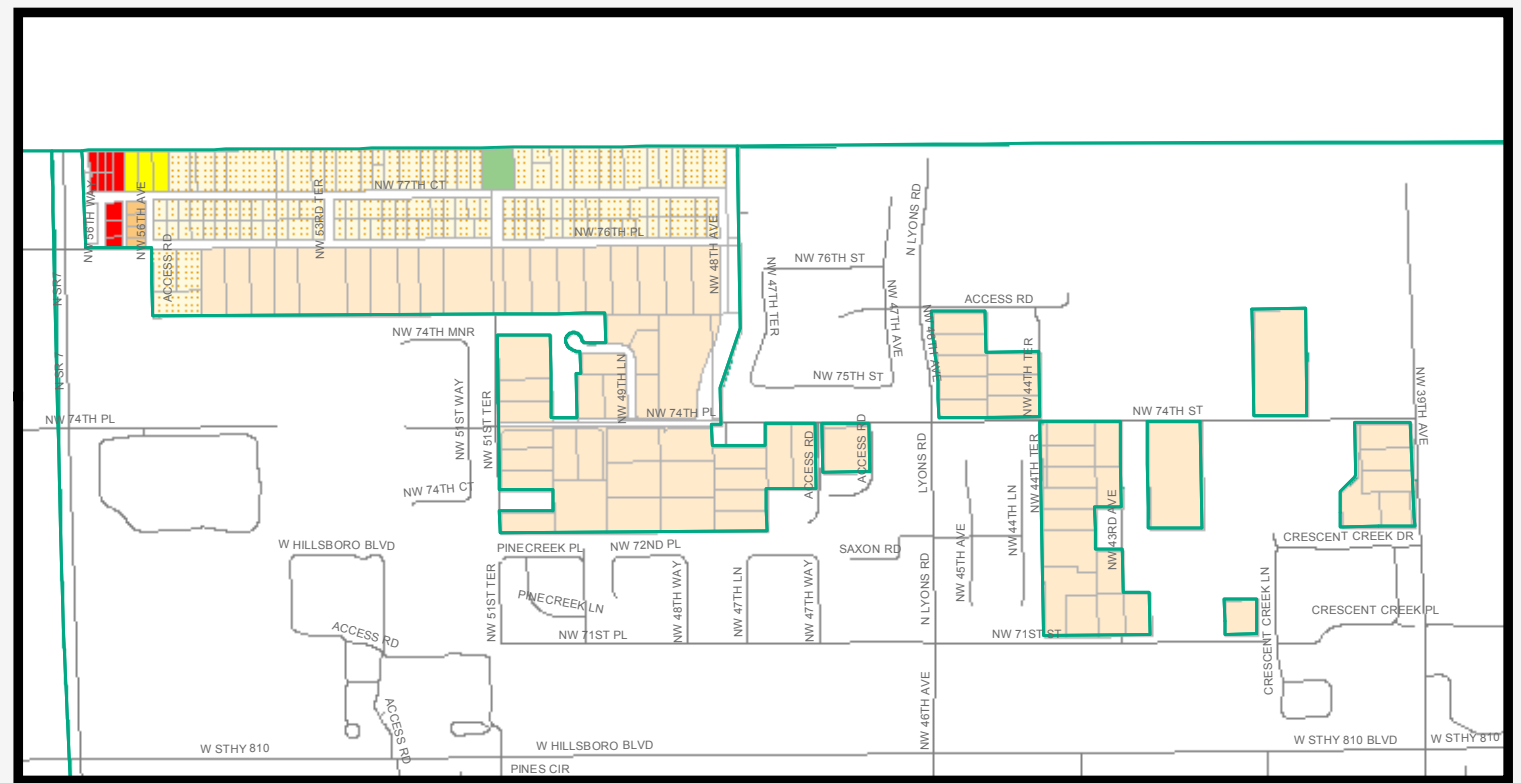 NW 77TH CT
NW 56TH WAY
NW 56TH AVE
NW 53RD TER
NW 76TH PL
ACCESS RD
NW 48TH AVE
N LYONS RD
NW 76TH ST
NW 47TH TER
NW 47TH AVE
ACCESS RD
N SR7
NW 46TH AVE
NW 74TH MNR
NW 44TH TER
N SR 7
NW 75TH ST
NW 51ST WAY
NW 51ST TER
NW 49TH LN
NW 39TH AVE
NW 74TH PL
NW 74TH PL
NW 74TH ST
ACCESS RD
ACCESS RD
LYONS RD
NW 44TH TER
NW 74TH CT
NW 44TH LN
NW 43RD AVE
NW 45TH AVE
W HILLSBORO BLVD
PINECREEK PL
NW 72ND PL
SAXON RD
CRESCENT CREEK DR
NW 51ST TER
PINECREEK LN
NW 48TH WAY
NW 47TH LN
NW 47TH WAY
N LYONS RD
CRESCENT CREEK LN
CRESCENT CREEK PL
ACCESS RD
NW 71ST PL
NW 71ST ST
ACCESS RD
NW 46TH AVE
W STHY 810
W HILLSBORO BLVD
W STHY 810 BLVD
W STHY 810
PINES CIR